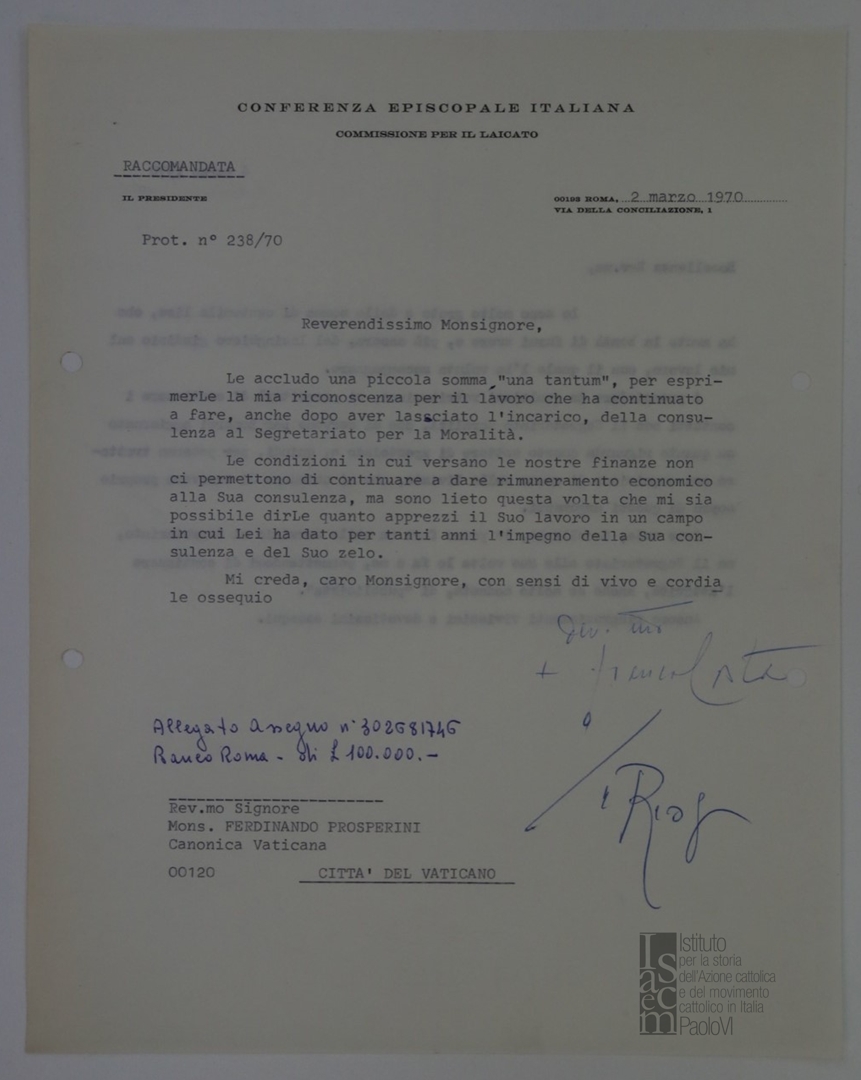 CONFERENZA EPISCOPALE ITALIANA
COMMISSIONE PER IL LAICATO
RACCOMANDATA
IL PRESIDENTE
00193 ROMA, 2 marzo 1970
VIA DELLA CONCILIAZIONE, 1
Prot. n° 238/70
Reverendissimo Monsignore,
Le accludo una piccola somma "una tantum", per espri-
merLe la mia riconoscenza per il lavoro che ha continuato
a fare, anche dopo aver lassciato l'incarico, della consu-
lenza al Segretariato per la Moralità.
Le condizioni in cui versano le nostre finanze non
ci permettono di continuare a dare rimuneramento economico
alla Sua consulenza, ma sono lieto questa volta che mi sia
possibile dirLe quanto apprezzi il Suo lavoro in un campo
in cui Lei ha dato per tanti anni l'impegno della Sua con-
sulenza e del Suo zelo.
Mi creda, caro Monsignore, con sensi di vivo e cordia
le ossequio
dev.mo
+ Franco Costa
Allegato Assegno n° 302681746
Banco Roma - di £ 100.000.-
Rev.mo Signore
Mons. FERDINANDO PROSPERINI
Canonica Vaticana
00120 CITTA' DEL VATICANO
Isacem
Istituto
per la storia
dell'Azione cattolica
e del movimento
cattolico in Italia
PaoloVI